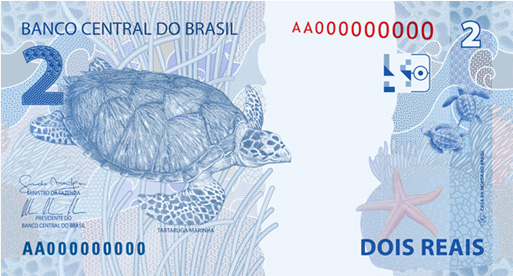 BANCO CENTRAL DO BRASIL
AA000000000
2
2
MINISTRO DA FAZENDA
PRESIDENTE DO
BANCO CENTRAL DO BRASIL
AA000000000
TARTARUGA MARINHA
CASA DA MOEDA DO BRASIL
DOIS REAIS